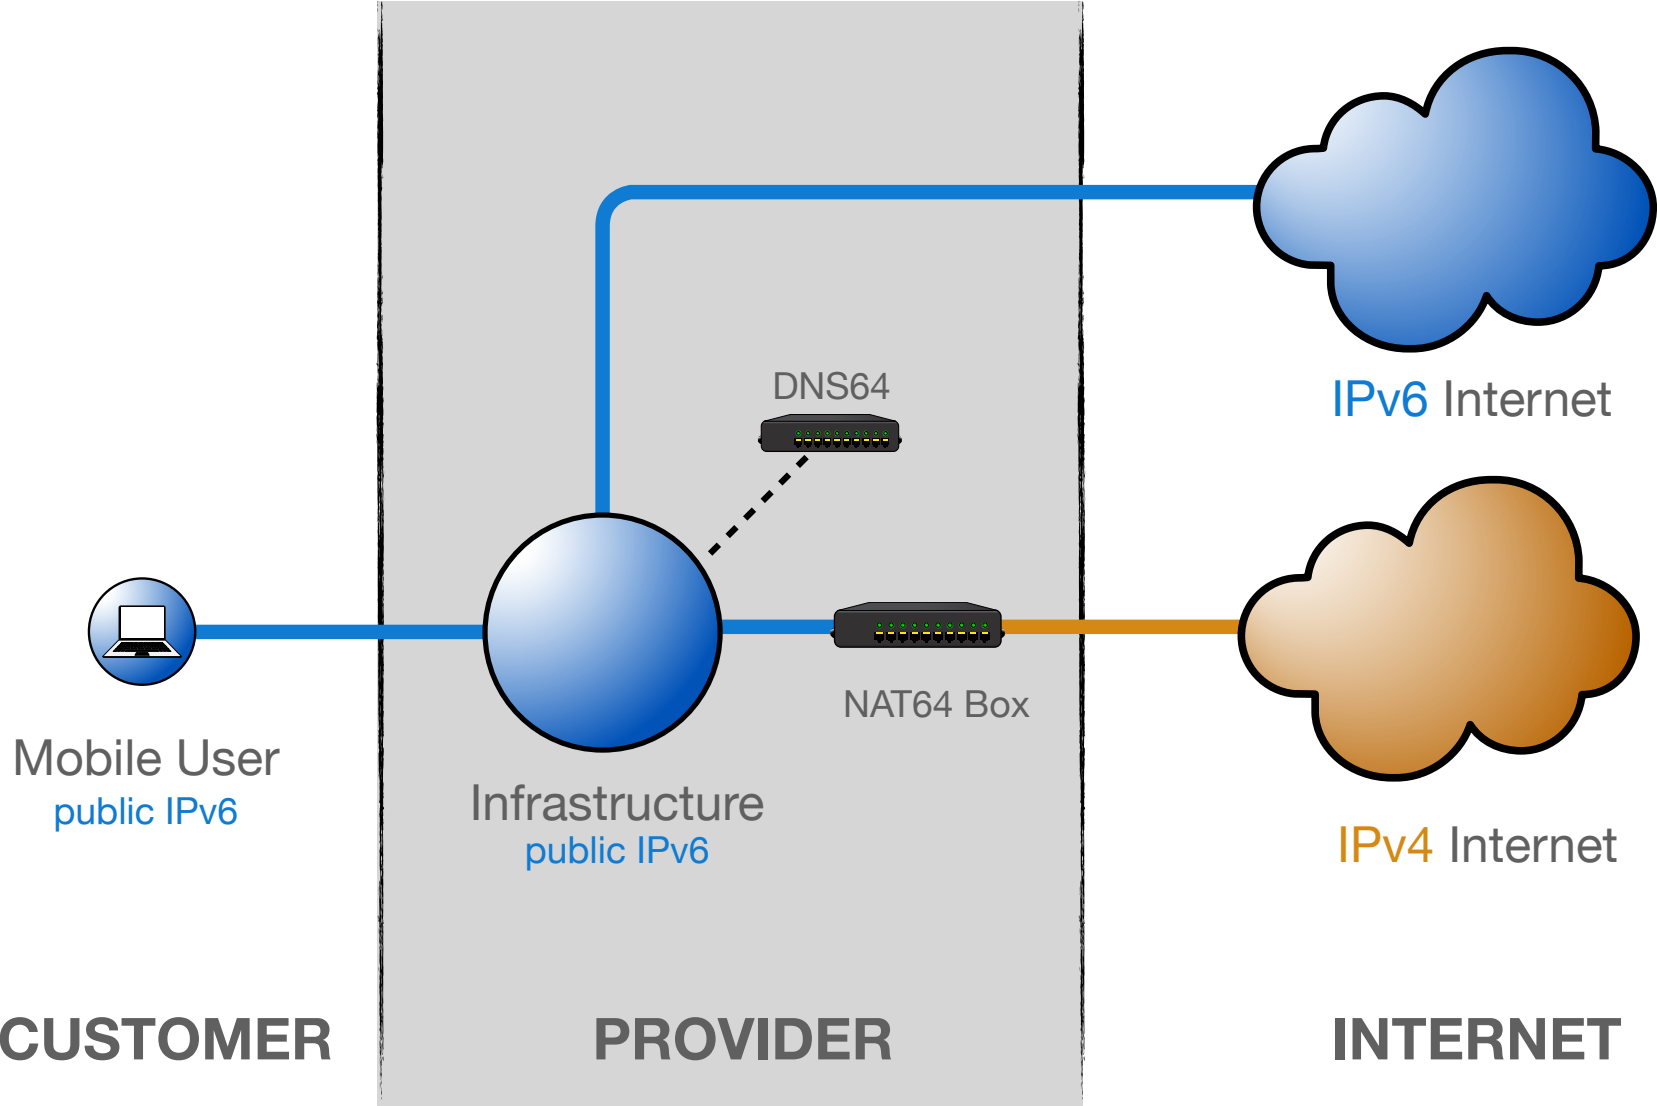 DNS64
IPv6 Internet
NAT64 Box
Mobile User
public IPv6
Infrastructure
public IPv6
IPv4 Internet
CUSTOMER
PROVIDER
INTERNET